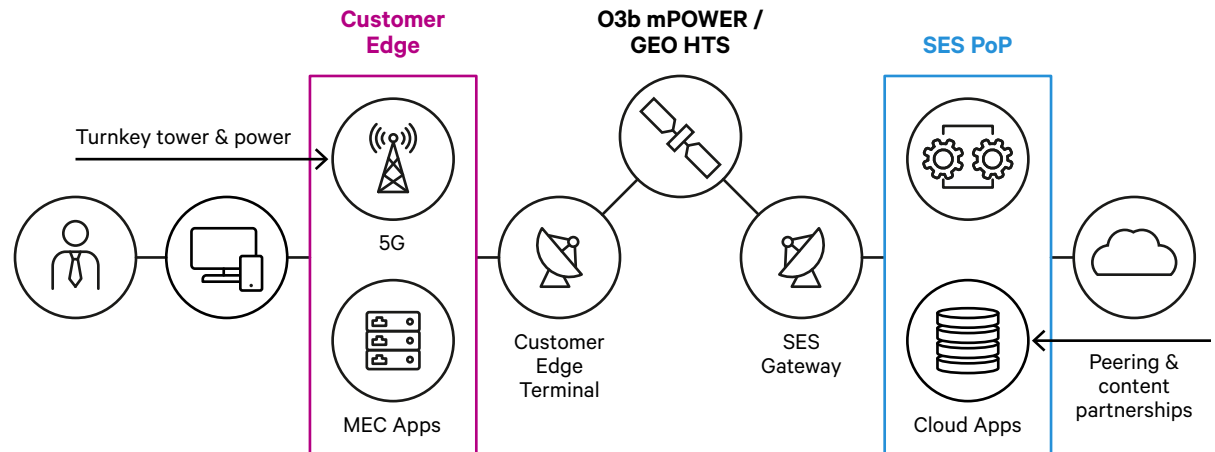 Customer
Edge
O3b mPOWER /
GEO HTS
SES PoP
Turnkey tower & power
5G
MEC Apps
Customer
Edge
Terminal
SES
Gateway
Cloud Apps
Peering &
content
partnerships